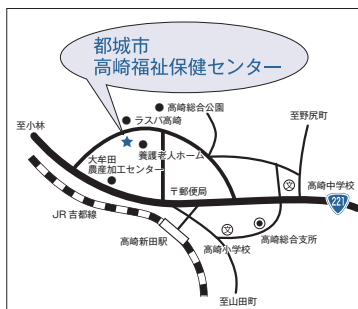 都城市
高崎福祉保健センター
高崎総合公園
ラスパ高崎
至野尻町
至小林
養護老人ホーム
大牟田
農産加工センター
〒郵便局
文
高崎中学校
221
JR吉都線
高崎新田駅
文
高崎小学校
高崎総合支所
至山田町